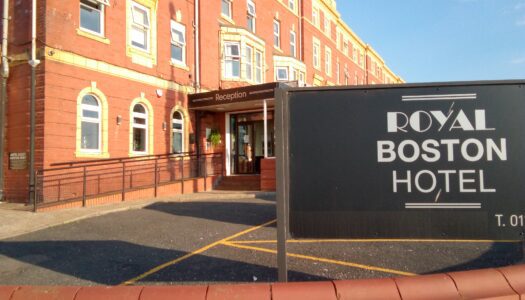 Reception
ROYAL
BOSTON
HOTEL
T. 01